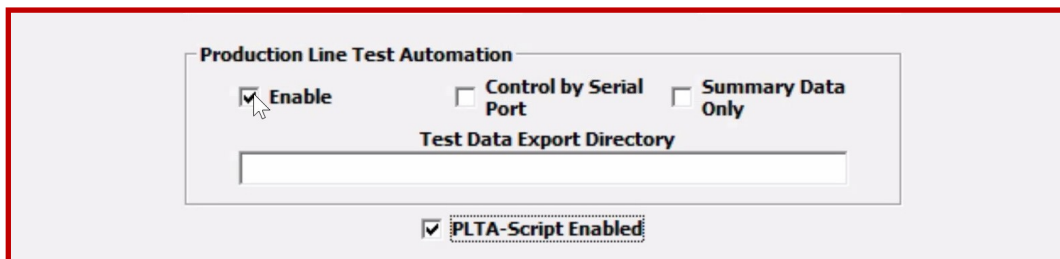 Production Line Test Automation
Enable
Control by Serial
Port
Summary Data
Only
Test Data Export Directory
PLTA-Script Enabled